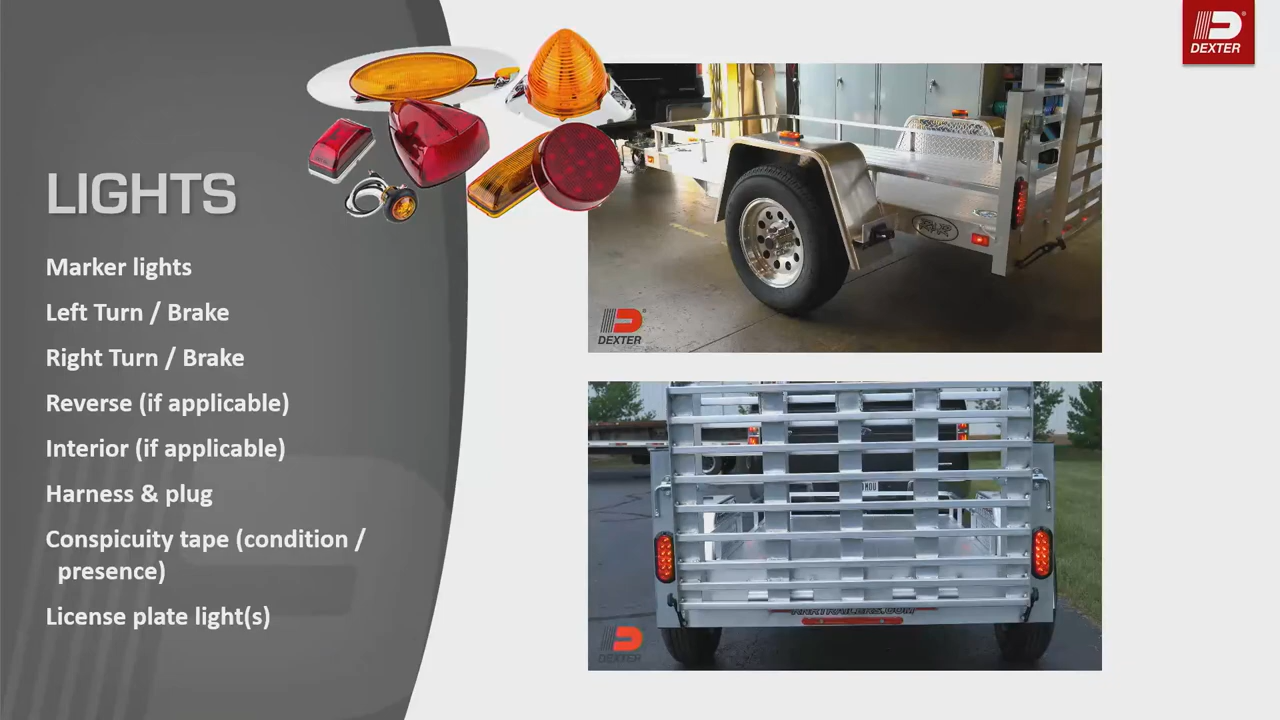 DEXTER
LIGHTS
Marker lights
Left Turn / Brake
Right Turn / Brake
Reverse (if applicable)
Interior (if applicable)
Harness & plug
Conspicuity tape (condition /
presence)
License plate light(s)
DEXTER
DEXTER